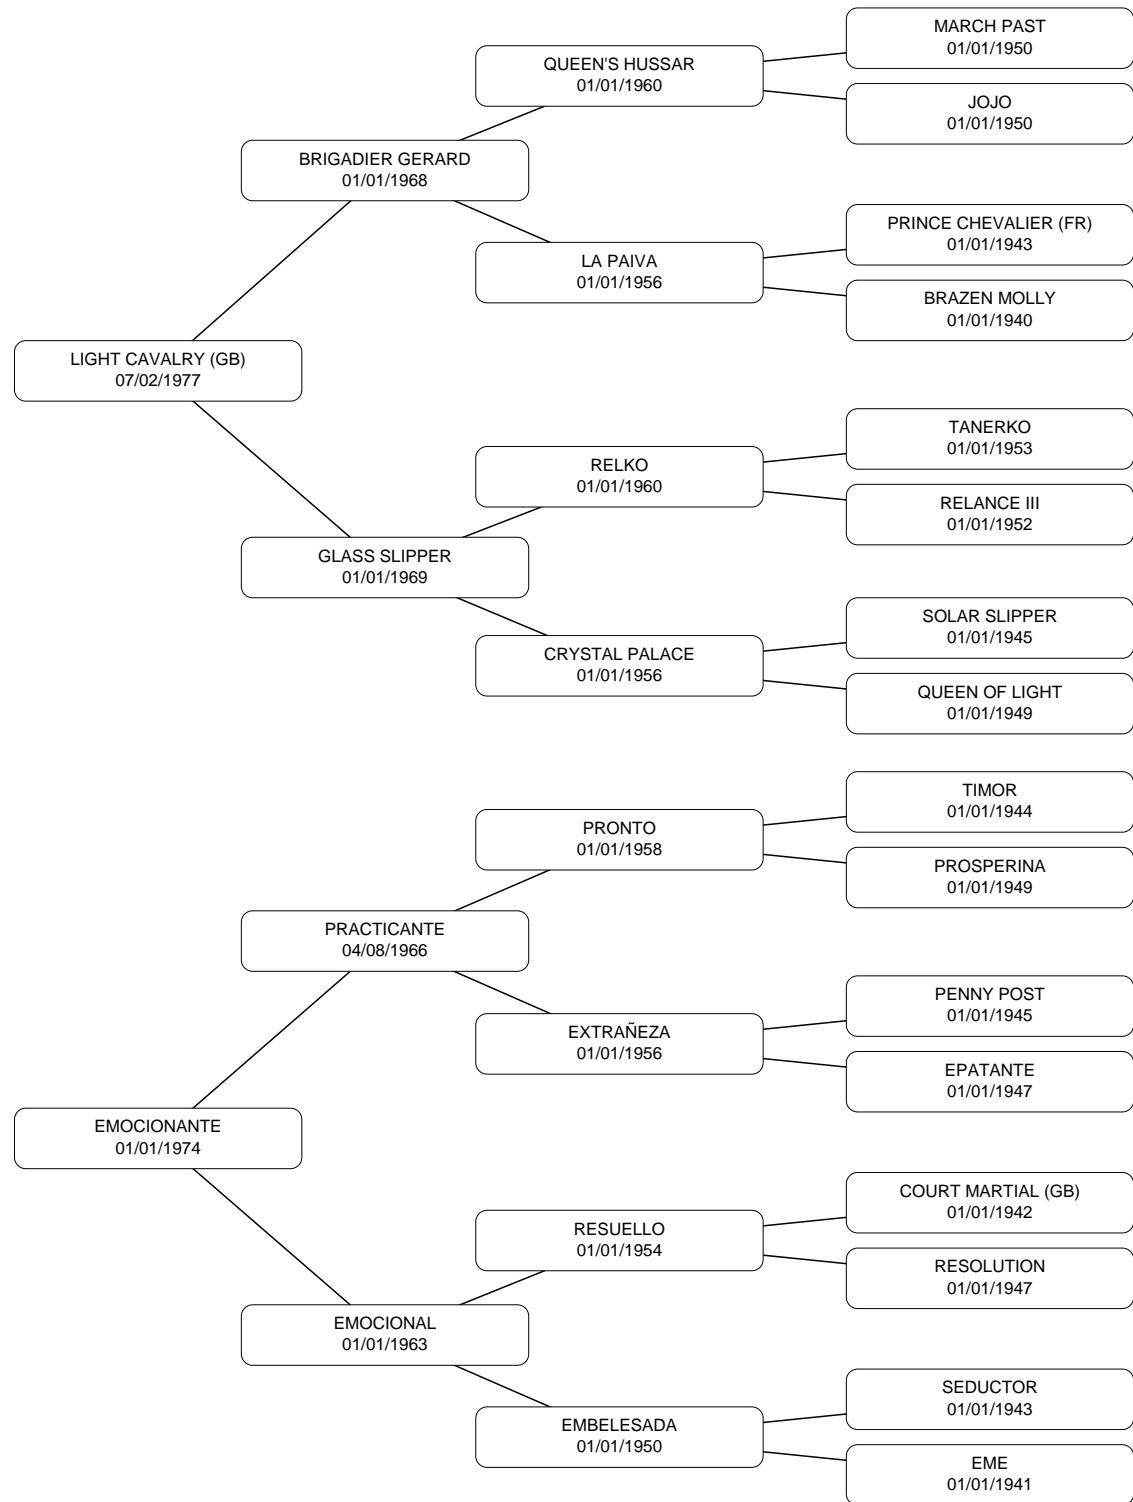 MARCH PAST
01/01/1950
QUEEN'S HUSSAR
01/01/1960
JOJO
01/01/1950
BRIGADIER GERARD
01/01/1968
PRINCE CHEVALIER (FR)
01/01/1943
LA PAIVA
01/01/1956
BRAZEN MOLLY
01/01/1940
LIGHT CAVALRY (GB)
07/02/1977
TANERKO
01/01/1953
RELKO
01/01/1960
RELANCE III
01/01/1952
GLASS SLIPPER
01/01/1969
SOLAR SLIPPER
01/01/1945
CRYSTAL PALACE
01/01/1956
QUEEN OF LIGHT
01/01/1949
TIMOR
01/01/1944
PRONTO
01/01/1958
PROSPERINA
01/01/1949
PRACTICANTE
04/08/1966
PENNY POST
01/01/1945
EXTRAÑEZA
01/01/1956
EPATANTE
01/01/1947
EMOCIONANTE
01/01/1974
COURT MARTIAL (GB)
01/01/1942
RESUELLO
01/01/1954
RESOLUTION
01/01/1947
EMOCIONAL
01/01/1963
SEDUCTOR
01/01/1943
EMBELESADA
01/01/1950
EME
01/01/1941